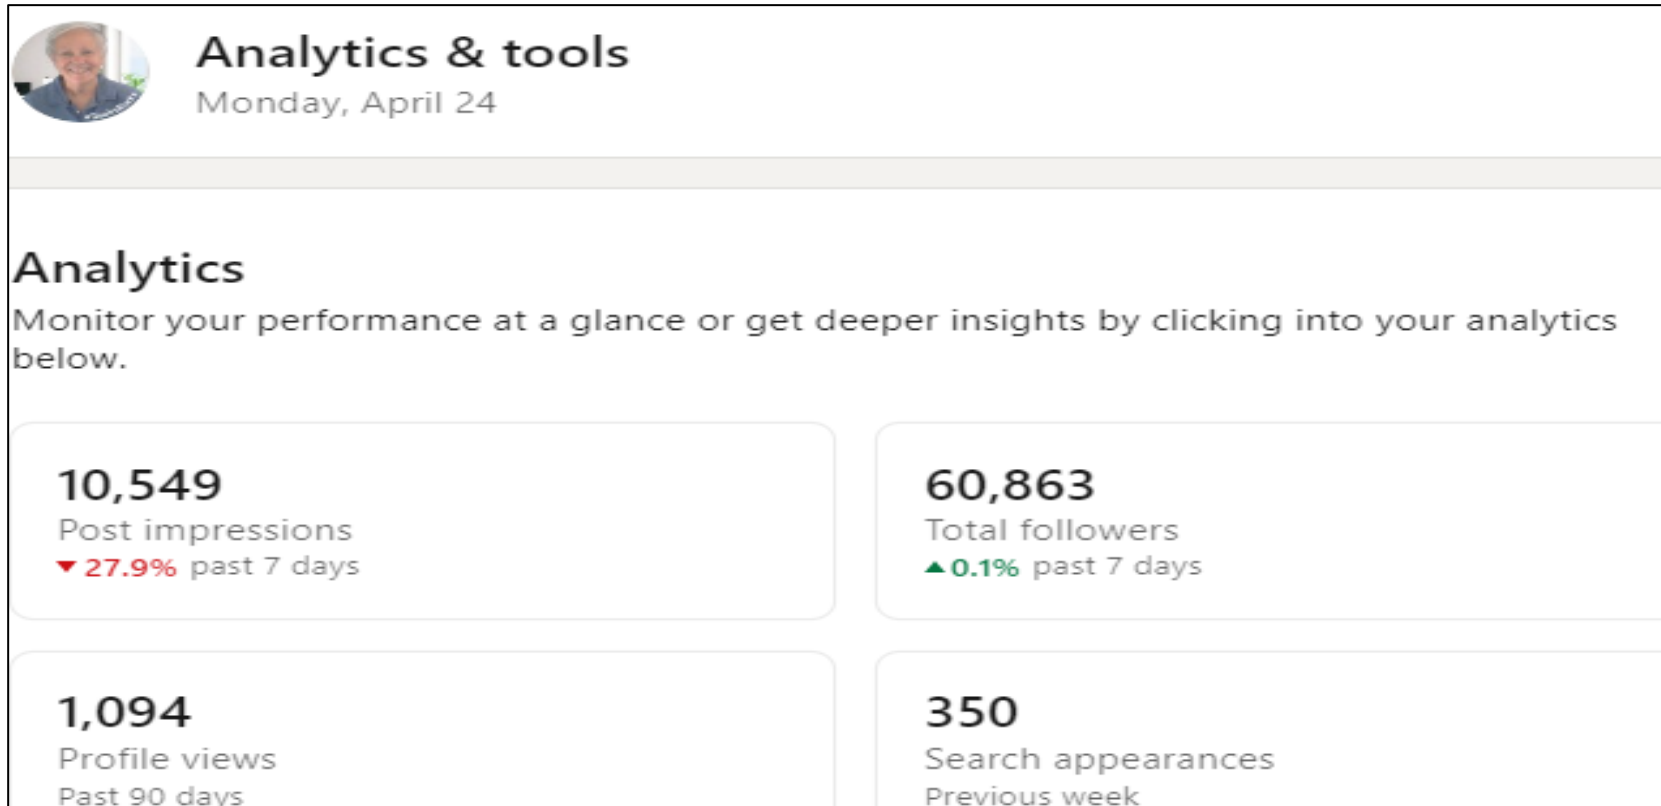 Analytics & tools
Monday, April 24
Analytics
Monitor your performance at a glance or get deeper insights by clicking into your analytics
below.
10,549
Post impressions
▼ 27.9% past 7 days
60,863
Total followers
▲ 0.1% past 7 days
1,094
Profile views
Past 90 days
350
Search appearances
Previous week